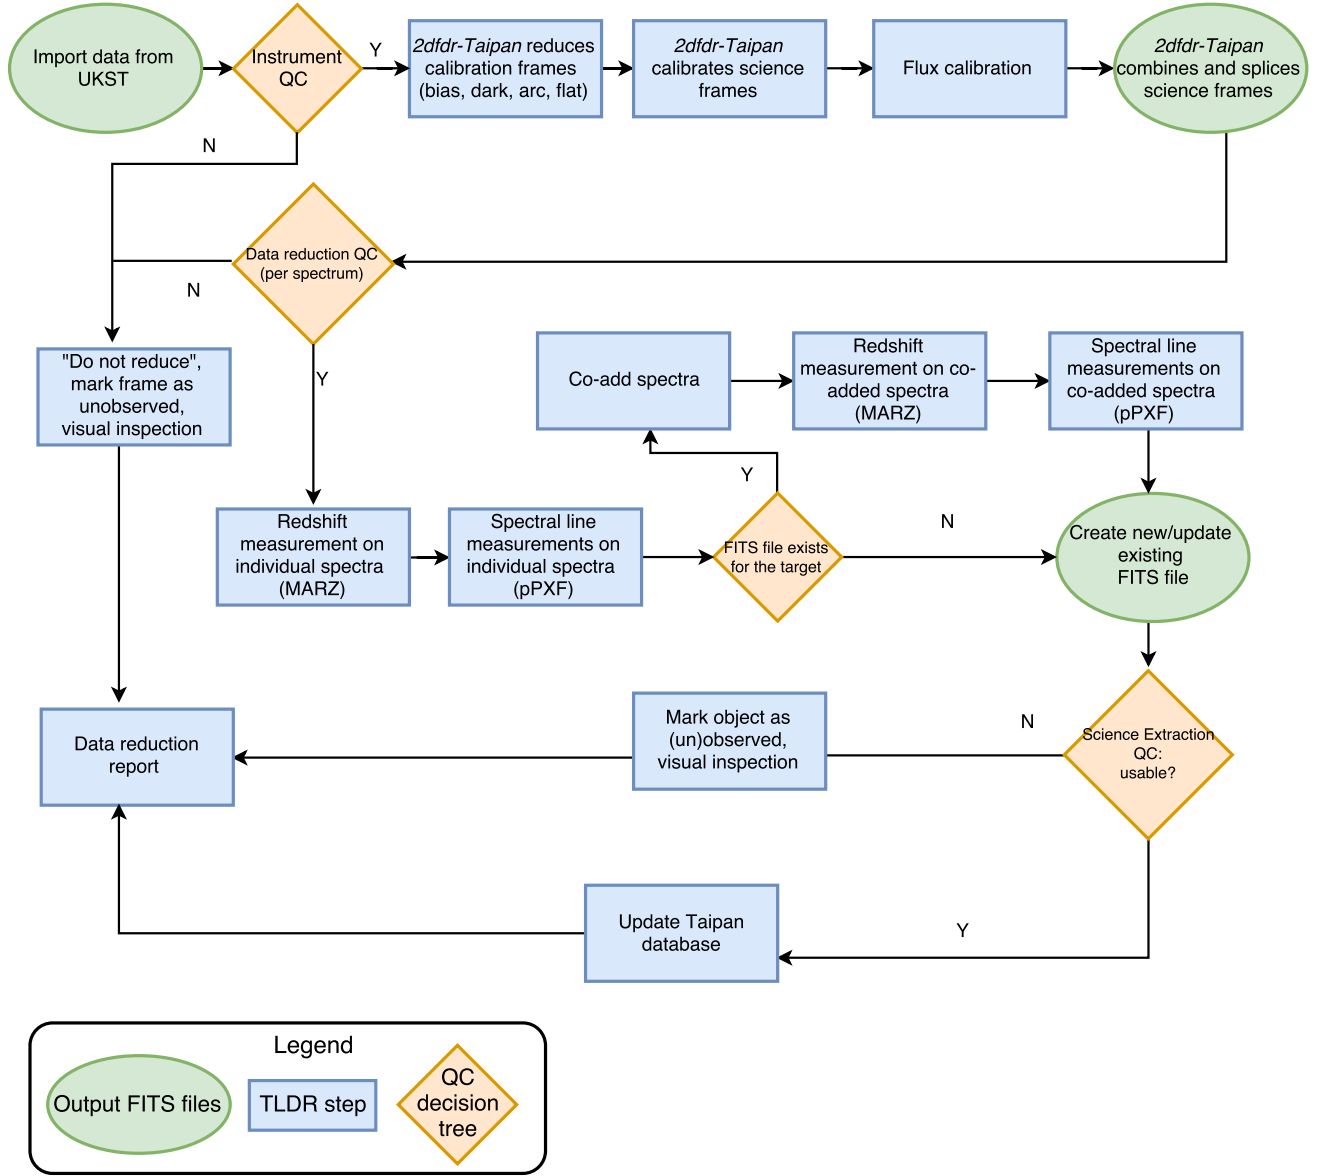 Import data from
UKST
Instrument
QC
Y
2dfdr-Taipan reduces
calibration frames
(bias, dark, arc, flat)
2dfdr-Taipan
calibrates science
frames
Flux calibration
2dfdr-Taipan
combines and splices
science frames
N
Data reduction QC
(per spectrum)
N
Y
"Do not reduce",
mark frame as
unobserved,
visual inspection
Co-add spectra
Redshift
measurement on co-
added spectra
(MARZ)
Spectral line
measurements on
co-added spectra
(pPXF)
Y
Redshift
measurement on
individual spectra
(MARZ)
Spectral line
measurements on
individual spectra
(pPXF)
FITS file exists
for the target
N
Create new/update
existing
FITS file
Data reduction
report
Mark object as
(un)observed,
visual inspection
N
Science Extraction
QC:
usable?
Update Taipan
database
Y
Legend
Output FITS files
TLDR step
QC
decision
tree